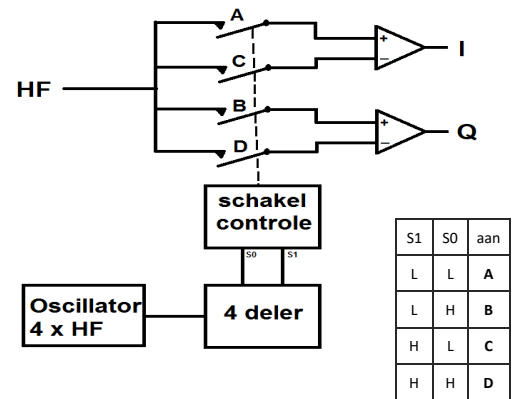 A
+
I
–
C
HF
B
+
Q
–
D
schakel
controle
S0 S1
Oscillator
4 x HF
4 deler
S1 S0 aan
L L A
L H B
H L C
H H D